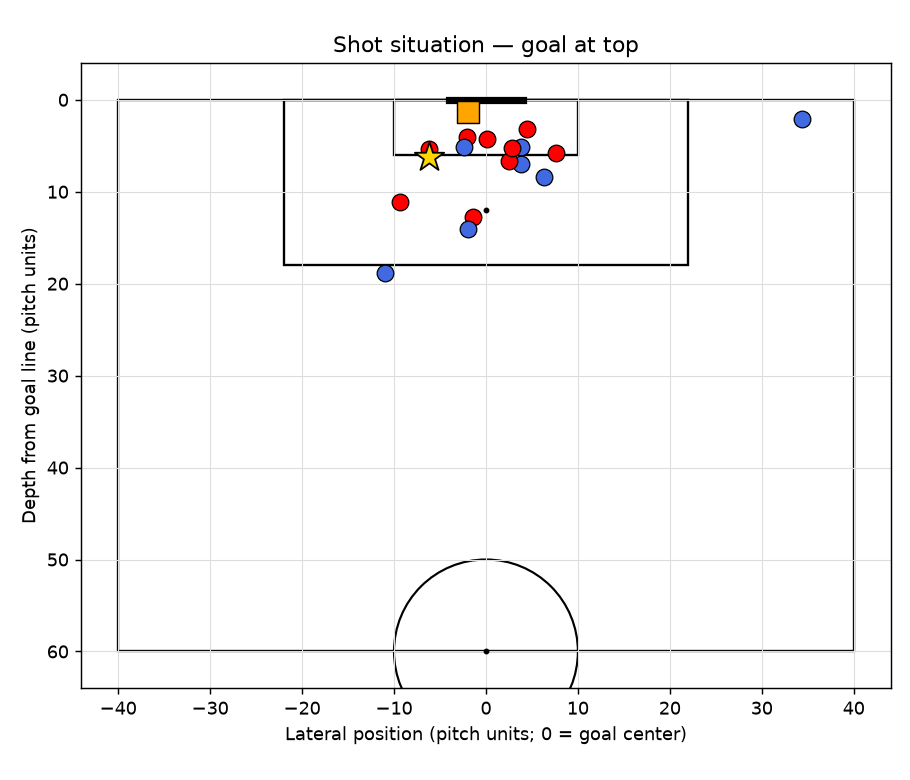 Shot situation — goal at top
Depth from goal line (pitch units)
0
10
20
30
40
50
60
−40 −30 −20 −10 0 10 20 30 40
Lateral position (pitch units; 0 = goal center)